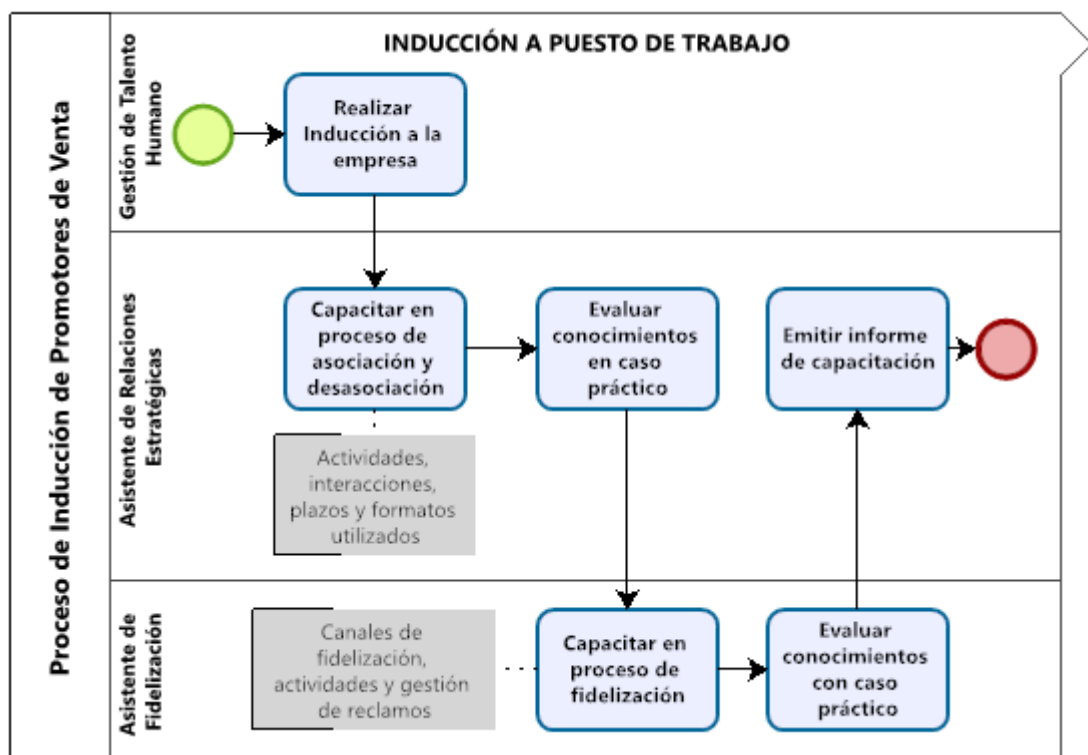 Proceso de Inducción de Promotores de Venta
INDUCCIÓN A PUESTO DE TRABAJO
Gestión de Talento
Humano
Realizar
Inducción a la
empresa
Asistente de Relaciones
Estratégicas
Capacitar en
proceso de
asociación y
desasociación
Evaluar
conocimientos
en caso
práctico
Emitir informe
de capacitación
Actividades,
interacciones,
plazos y formatos
utilizados
Asistente de
Fidelización
Canales de
fidelización,
actividades y gestión
de reclamos
Capacitar en
proceso de
fidelización
Evaluar
conocimientos
con caso
práctico